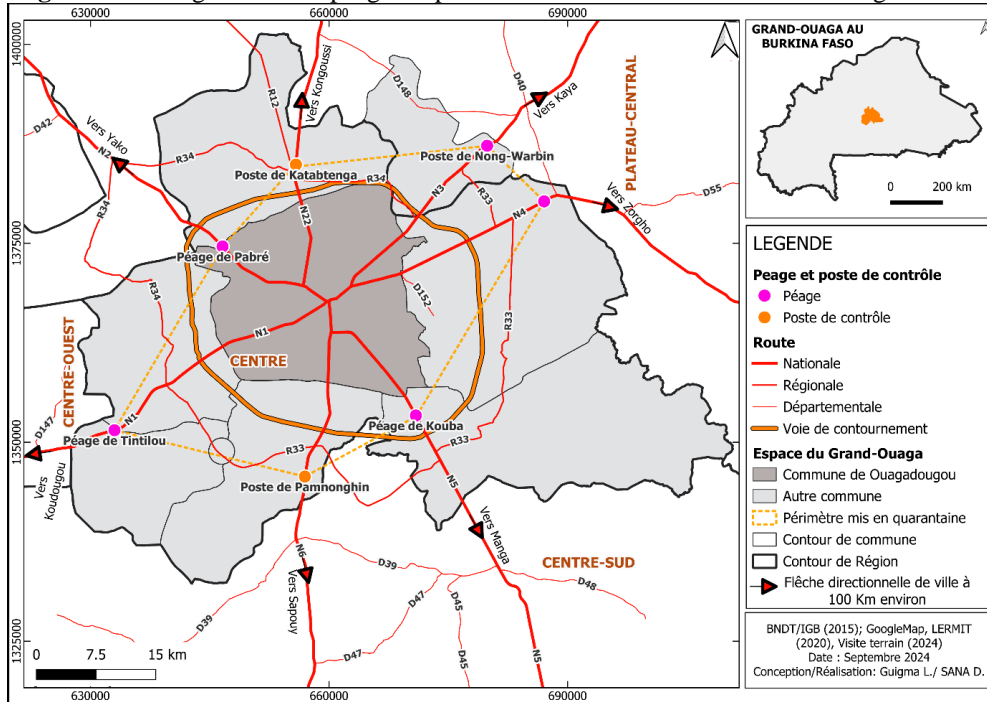 630000
660000
690000
1400000
1375000
1350000
1325000
GRAND-OUAGA AU
BURKINA FASO
0 200 km
R12
Vers Kongoussi
D148
D40
Vers Kaya
PLATEAU-CENTRAL
D42
Vers Yako
N2
R34
Poste de Katabtenga
Poste de Nong-Warbin
R34
N3
R33
N4
D55
Vers Zorgho
R34
N22
Péage de Pabré
R34
D152
R33
N1
CENTRE
CENTRE-OUEST
D147
N1
Péage de Tintilou
Péage de Kouba
R33
R33
Vers
Koudougou
Poste de Pamnonghin
N5
Vers Manga
N6
Vers Sapouy
D39
CENTRE-SUD
D48
D47
D45
D39
D47
D45
N5
0 7.5 15 km
630000
660000
690000
LEGENDE
Peage et poste de contrôle
Péage
Poste de contrôle
Route
Nationale
Régionale
Départementale
Voie de contournement
Espace du Grand-Ouaga
Commune de Ouagadougou
Autre commune
Périmètre mis en quarantaine
Contour de commune
Contour de Région
Flêche directionnelle de ville à
100 Km environ
BNDT/IGB (2015); GoogleMap, LERMIT
(2020), Visite terrain (2024)
Date : Septembre 2024
Conception/Réalisation: Guigma L./ SANA D.